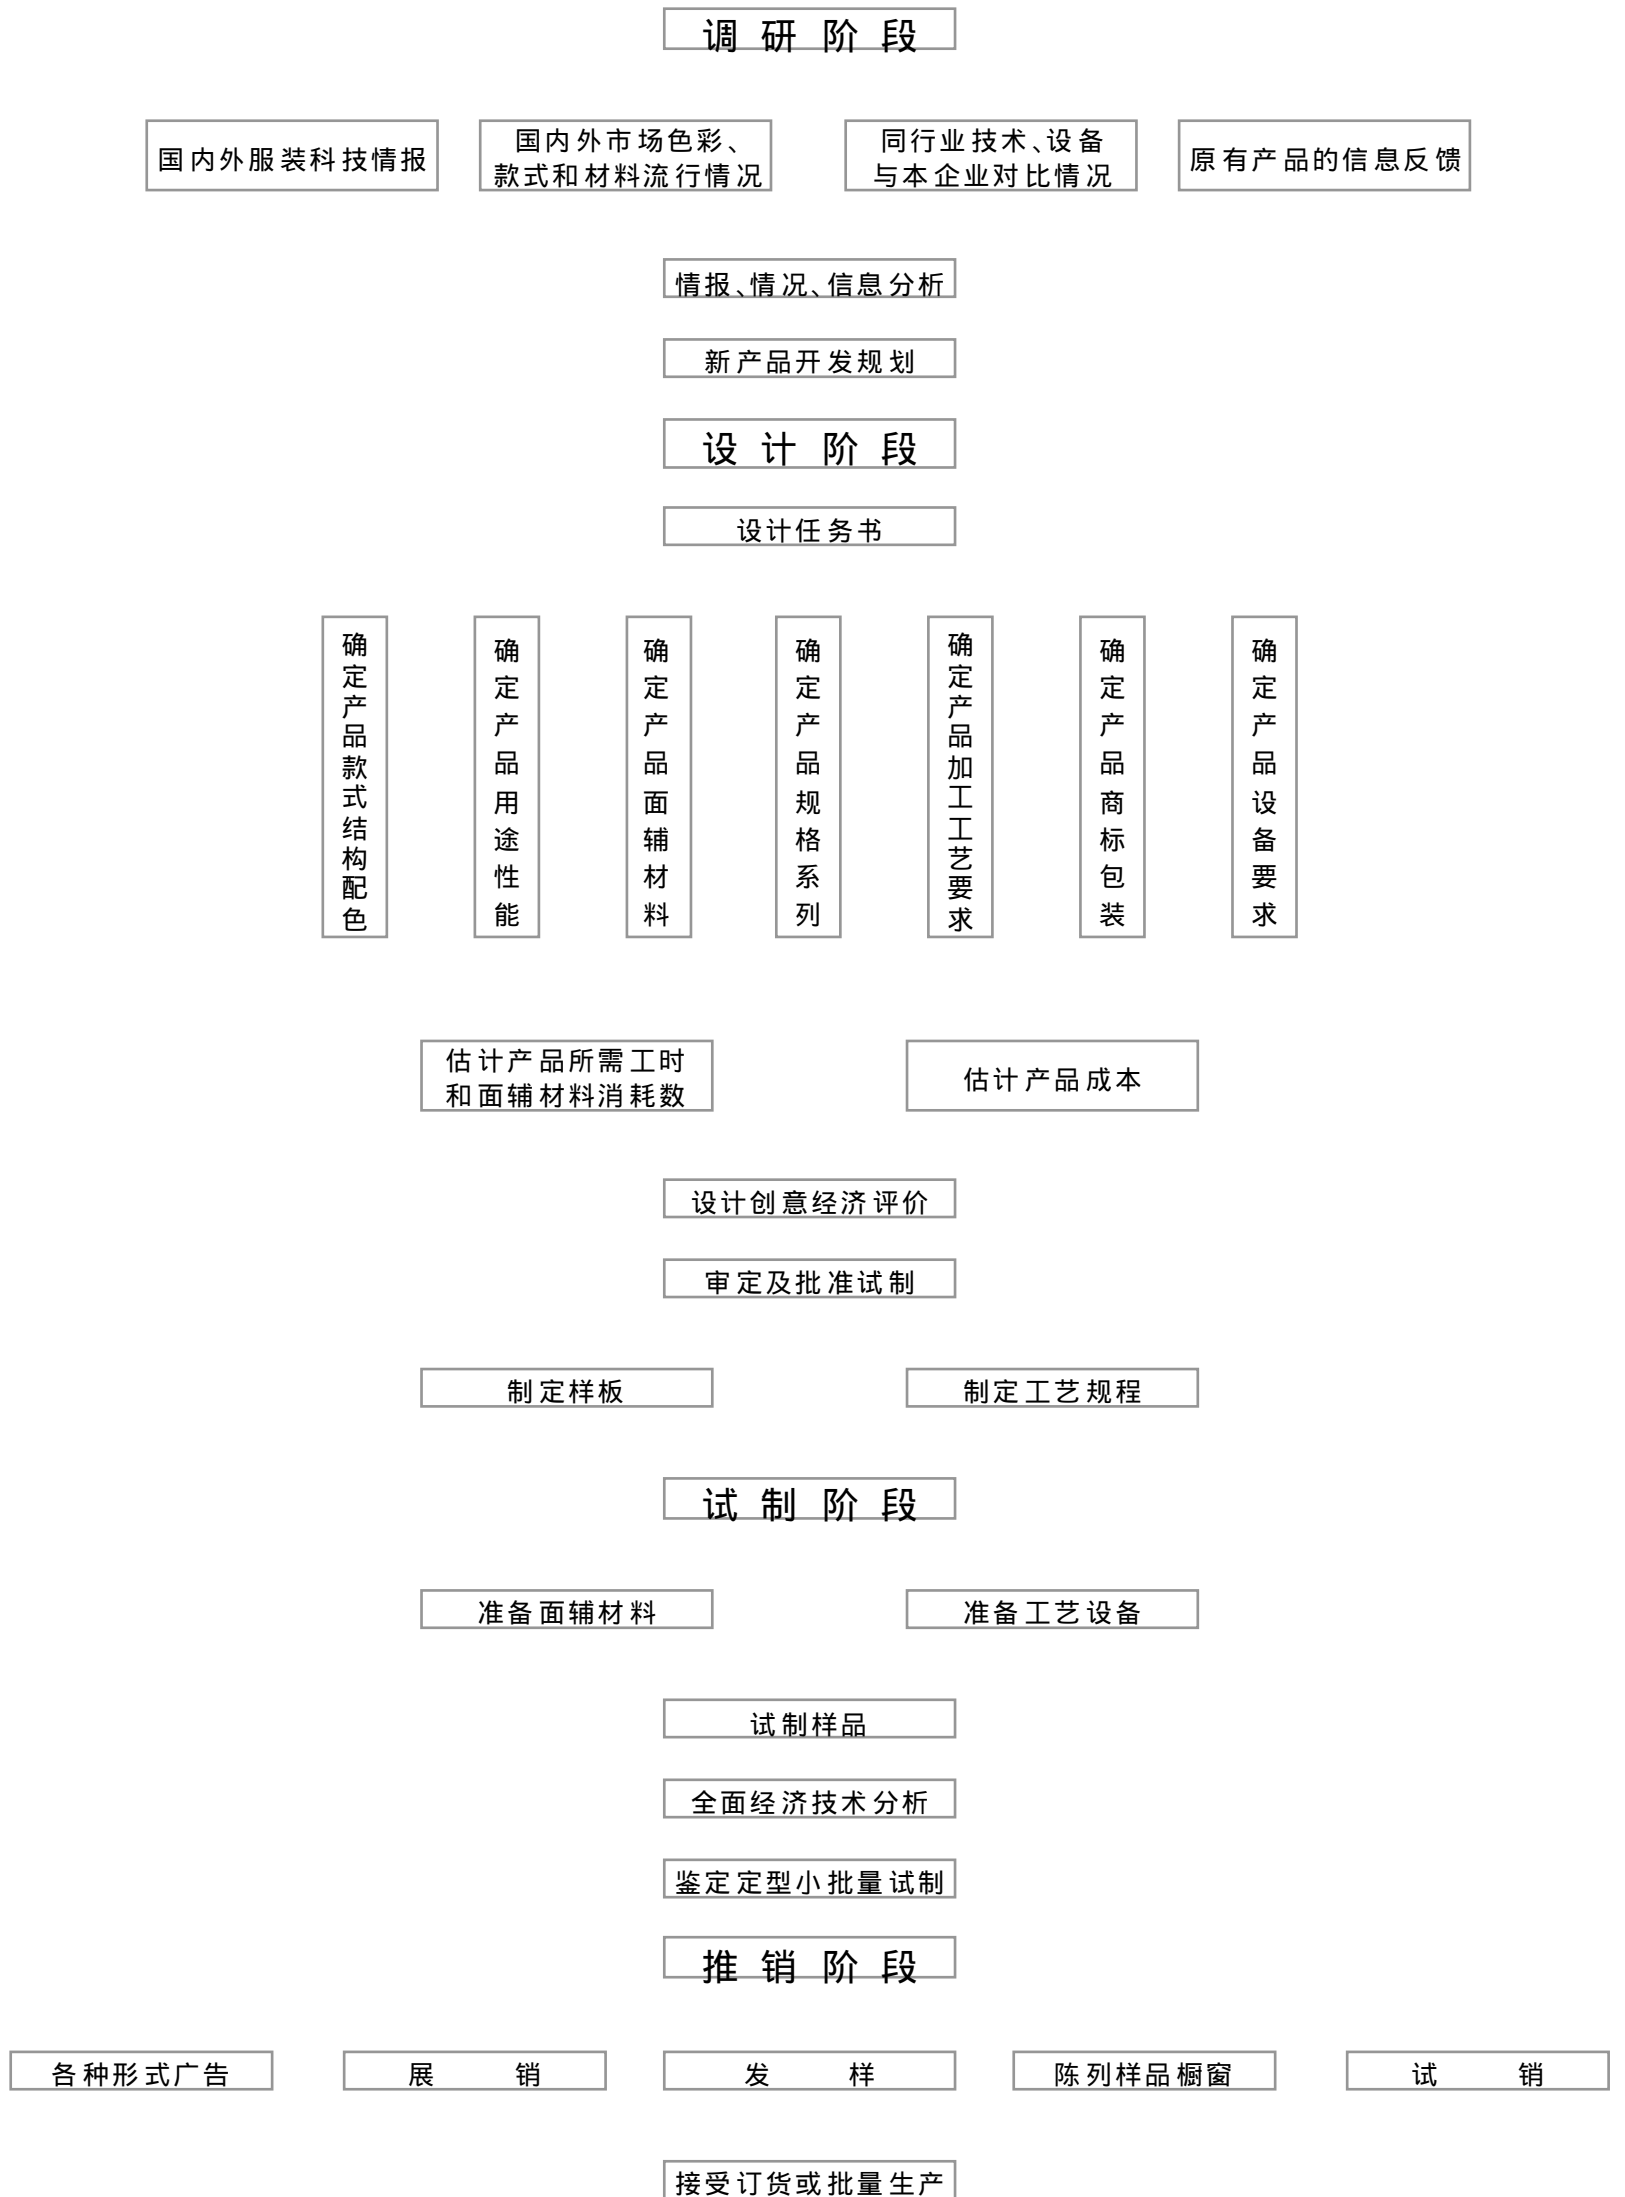 调研阶段
国内外服装科技情报
国内外市场色彩、
款式和材料流行情况
同行业技术、设备
与本企业对比情况
原有产品的信息反馈
情报、情况、信息分析
新产品开发规划
设计阶段
设计任务书
确定产品款式结构配色
确定产品用途性能
确定产品面辅材料
确定产品规格系列
确定产品加工工艺要求
确定产品商标包装
确定产品设备要求
估计产品所需工时
和面辅材料消耗数
估计产品成本
设计创意经济评价
审定及批准试制
制定样板
制定工艺规程
试制阶段
准备面辅材料
准备工艺设备
试制样品
全面经济技术分析
鉴定定型小批量试制
推销阶段
各种形式广告
展销
发样
陈列样品橱窗
试销
接受订货或批量生产